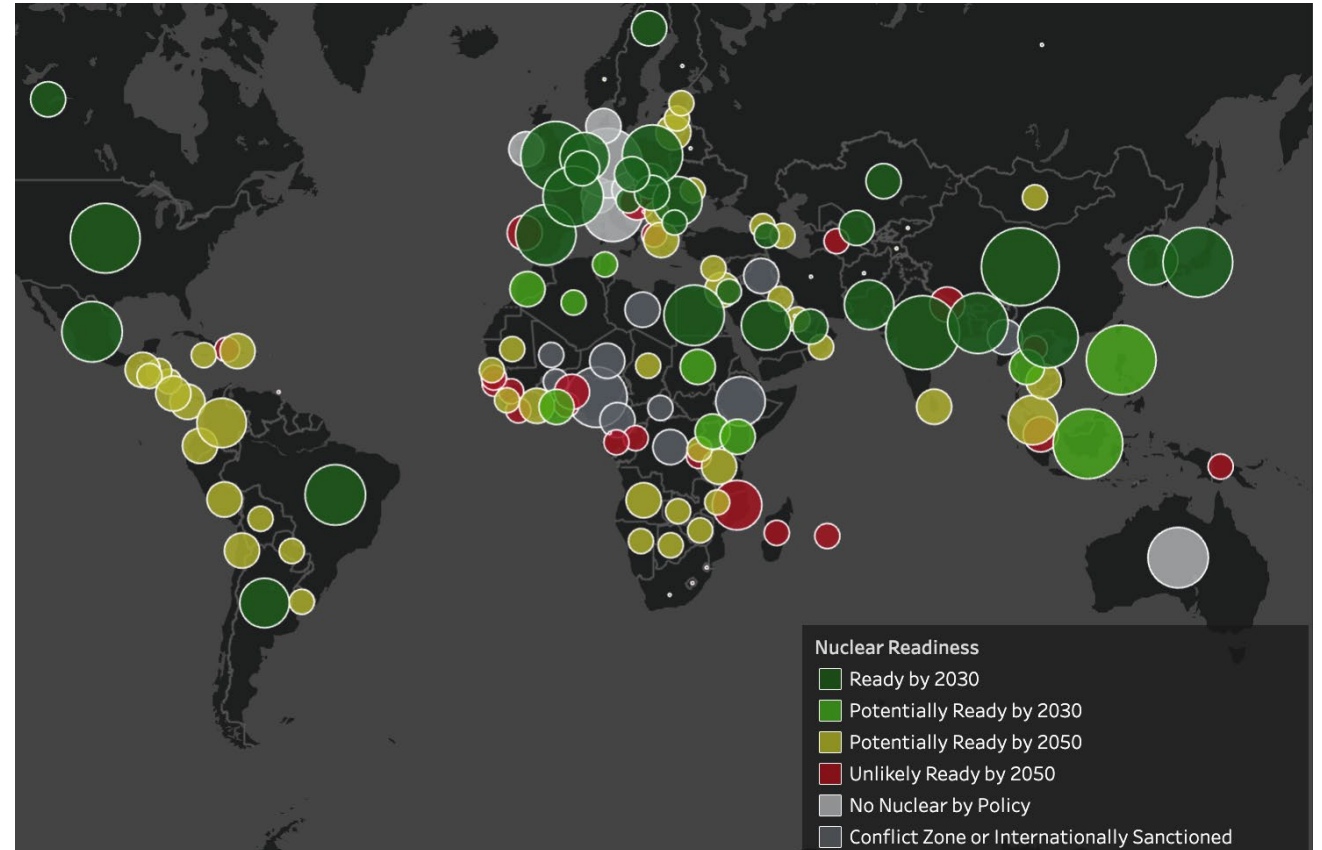 Nuclear Readiness
Ready by 2030
Potentially Ready by 2030
Potentially Ready by 2050
Unlikely Ready by 2050
No Nuclear by Policy
Conflict Zone or Internationally Sanctioned